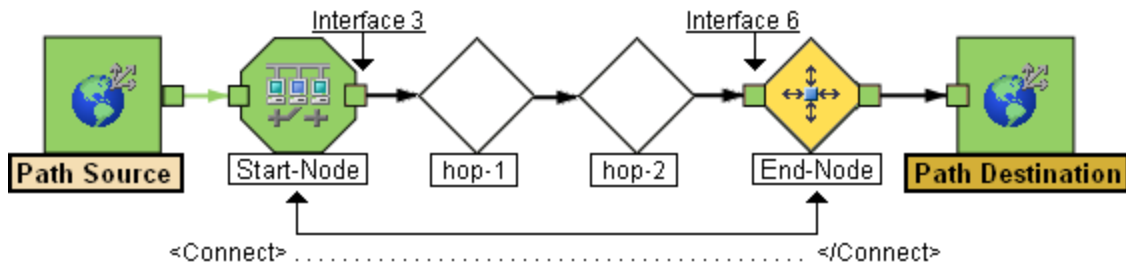 Interface 3
Interface 6
Path Source
Start-Node
hop-1
hop-2
End-Node
Path Destination
<Connect> . . . . . . . . . . . . . . . . . . . . . . . . . . . . . . . . . . . . . . . . </Connect>